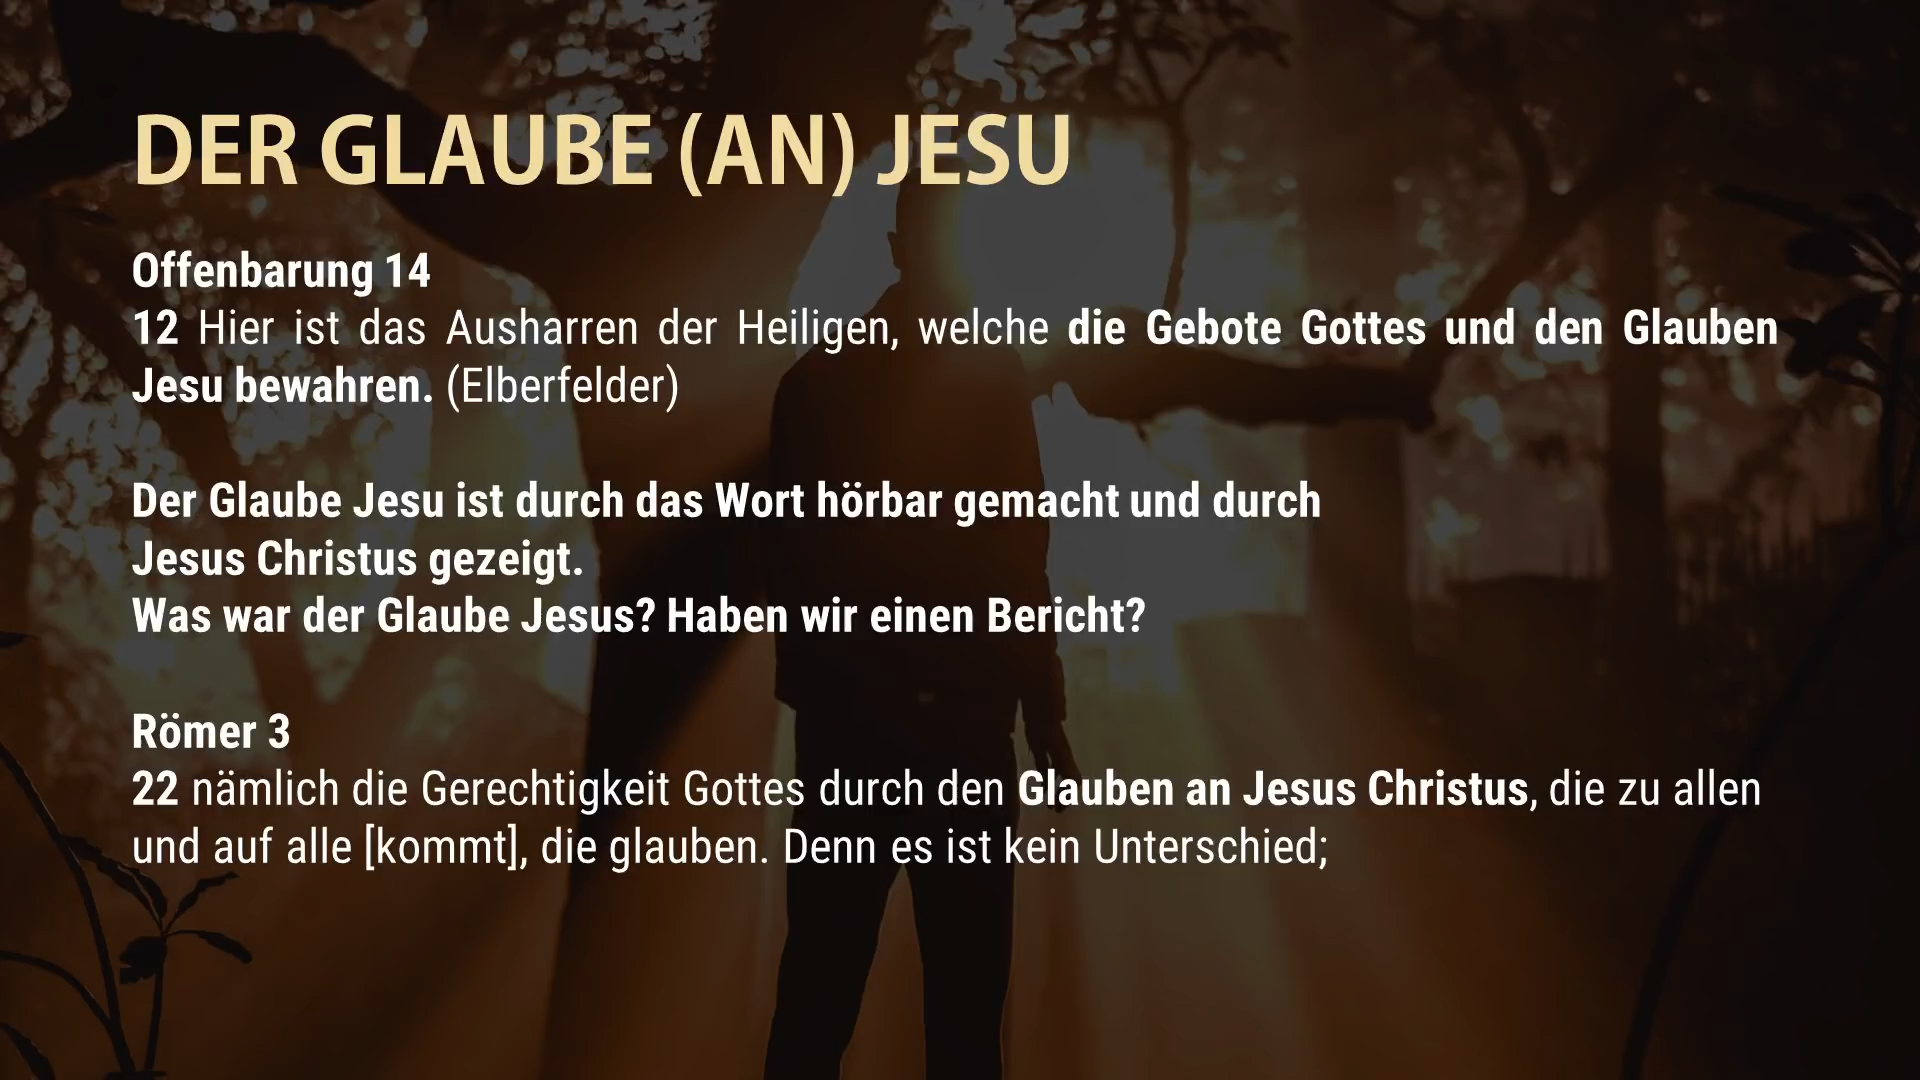 DER GLAUBE (AN) JESU
Offenbarung 14
12 Hier ist das Ausharren der Heiligen, welche die Gebote Gottes und den Glauben
Jesu bewahren. (Elberfelder)
Der Glaube Jesu ist durch das Wort hörbar gemacht und durch
Jesus Christus gezeigt.
Was war der Glaube Jesus? Haben wir einen Bericht?
Römer 3
22 nämlich die Gerechtigkeit Gottes durch den Glauben an Jesus Christus, die zu allen
und auf alle [kommt], die glauben. Denn es ist kein Unterschied;